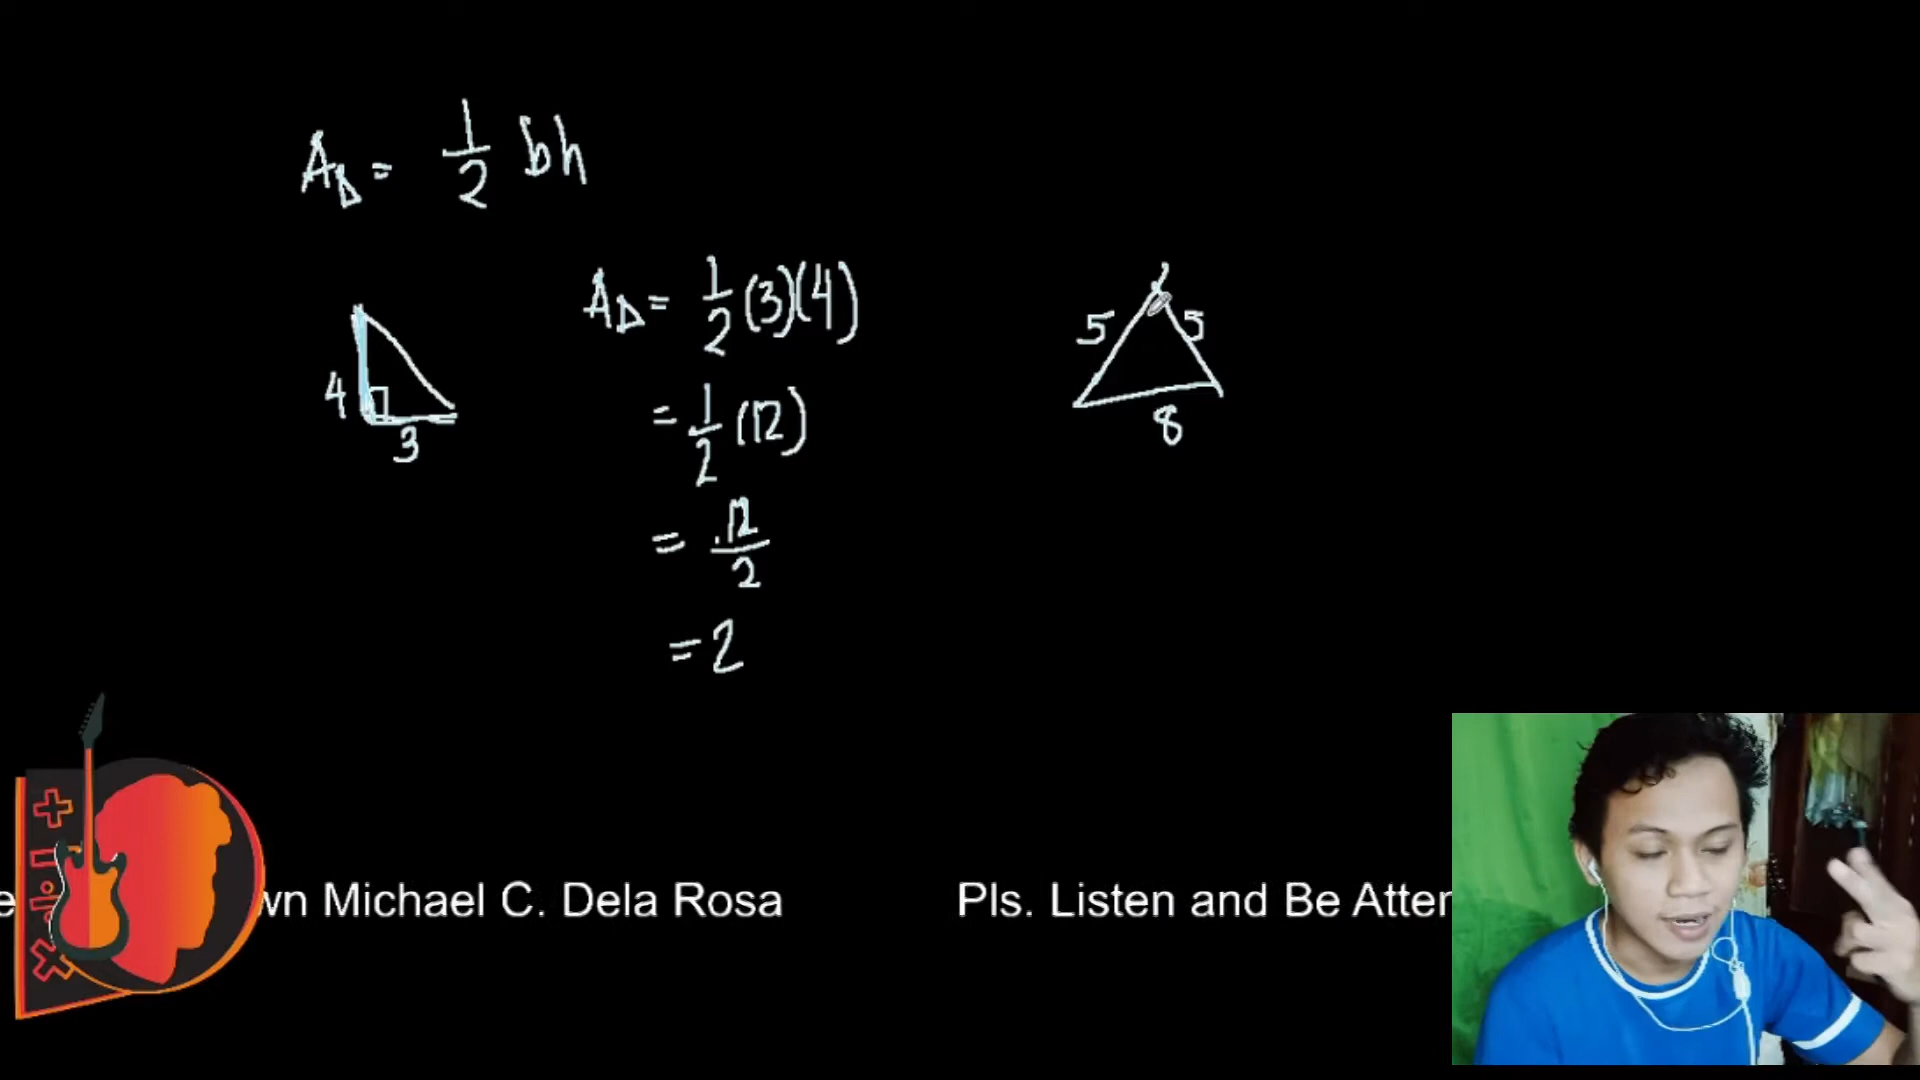 A△ = 1/2 bh
A△ = 1/2 (3)(4)
4
3
= 1/2 (12)
= 12/2
= 2
5 5
8
wn Michael C. Dela Rosa Pls. Listen and Be Atter